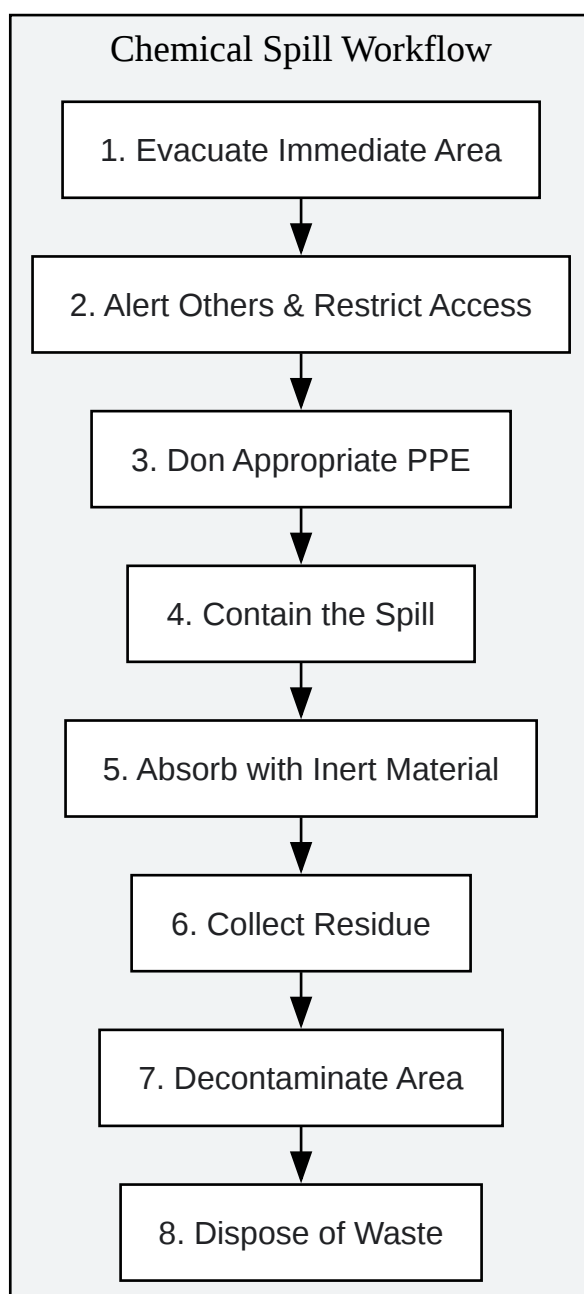 Chemical Spill Workflow
1. Evacuate Immediate Area
2. Alert Others & Restrict Access
3. Don Appropriate PPE
4. Contain the Spill
5. Absorb with Inert Material
6. Collect Residue
7. Decontaminate Area
8. Dispose of Waste